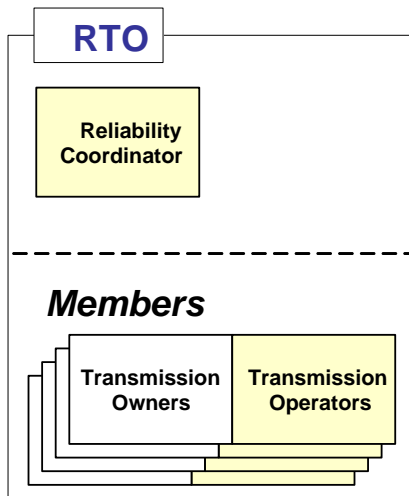 RTO
Reliability
Coordinator
Members
Transmission
Owners
Transmission
Operators